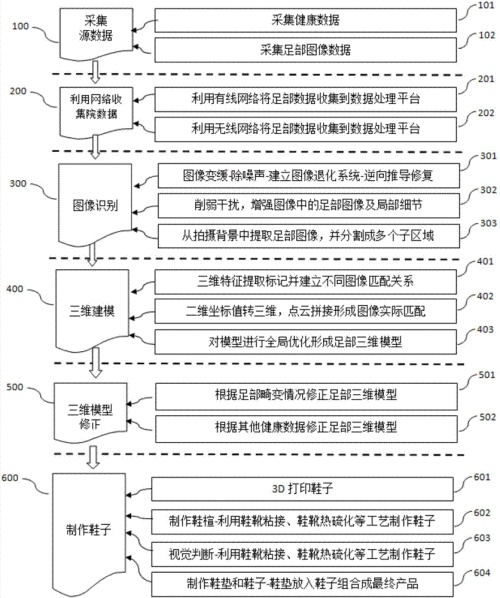 100
采集
源数据
采集健康数据
101
采集足部图像数据
102
200
利用网络收
集院数据
利用有线网络将足部数据收集到数据处理平台
201
利用无线网络将足部数据收集到数据处理平台
202
300
图像识别
图像变缓-除噪声-建立图像退化系统-逆向推导修复
301
削弱干扰，增强图像中的足部图像及局部细节
302
从拍摄背景中提取足部图像，并分割成多个子区域
303
400
三维建模
三维特征提取标记并建立不同图像匹配关系
401
二维坐标值转三维，点云拼接形成图像实际匹配
402
对模型进行全局优化形成足部三维模型
403
500
三维模型
修正
根据足部畸变情况修正足部三维模型
501
根据其他健康数据修正足部三维模型
502
600
制作鞋子
3D 打印鞋子
601
制作鞋楦-利用鞋靴粘接、鞋靴热硫化等工艺制作鞋子
602
视觉判断-利用鞋靴粘接、鞋靴热硫化等工艺制作鞋子
603
制作鞋垫和鞋子-鞋垫放入鞋子组合成最终产品
604